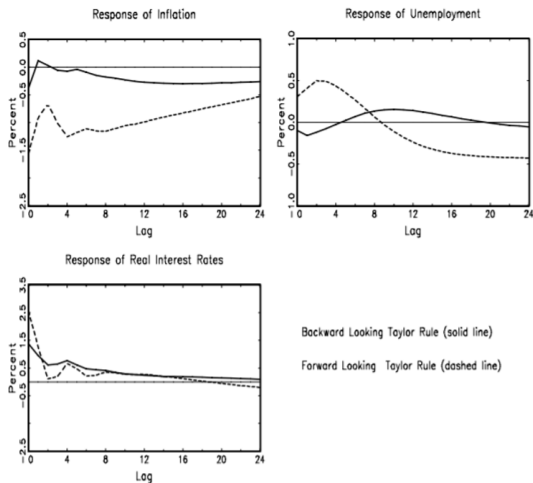 Response of Inflation
Percent
0.5
-0.5
-1.5
-2.5
0 4 8 12 16 20 24
Lag
Response of Unemployment
Percent
1.0
0.5
0.0
-0.5
-1.0
0 4 8 12 16 20 24
Lag
Response of Real Interest Rates
Percent
3.5
2.5
1.5
0.5
-0.5
-2.5
0 4 8 12 16 20 24
Lag
Backward Looking Taylor Rule (solid line)
Forward Looking Taylor Rule (dashed line)